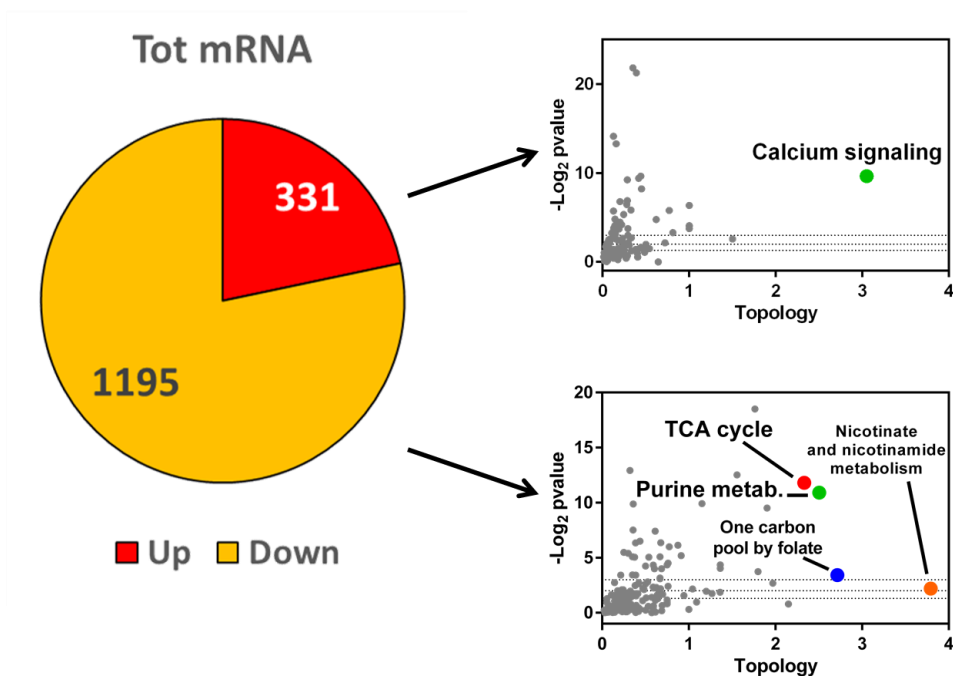 Tot mRNA
331
1195
Up Down
-Log2 pvalue
20
10
0
Calcium signaling
0 1 2 3 4
Topology
-Log2 pvalue
20
15
10
5
0
TCA cycle
Purine metab.
Nicotinate
and nicotinamide
metabolism
One carbon
pool by folate
0 1 2 3 4
Topology